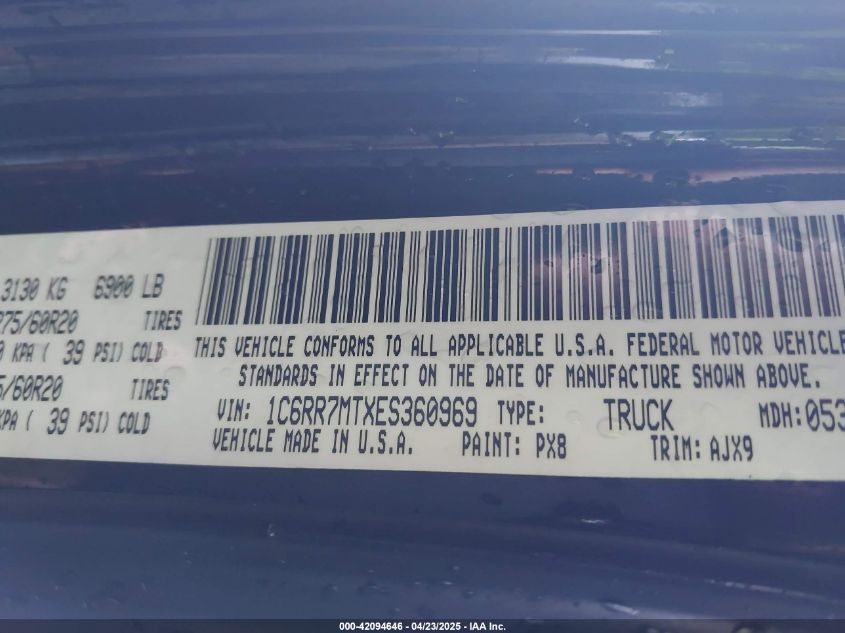 3130 KG 6900 LB
275/60R20 TIRES
0 KPA ( 39 PSI) COLD
5/60R20 TIRES
KPA ( 39 PSI) COLD
THIS VEHICLE CONFORMS TO ALL APPLICABLE U.S.A. FEDERAL MOTOR VEHICLE
STANDARDS IN EFFECT ON THE DATE OF MANUFACTURE SHOWN ABOVE.
VIN: 1C6RR7MTXES360969 TYPE: TRUCK MDH: 053
VEHICLE MADE IN U.S.A. PAINT: PX8 TRIM: AJX9
000-42094646 - 04/23/2025 - IAA Inc.